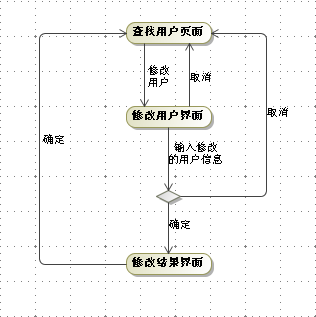 查找用户页面
修改
用户
取消
取消
修改用户界面
确定
输入修改
的用户信息
确定
修改结果界面